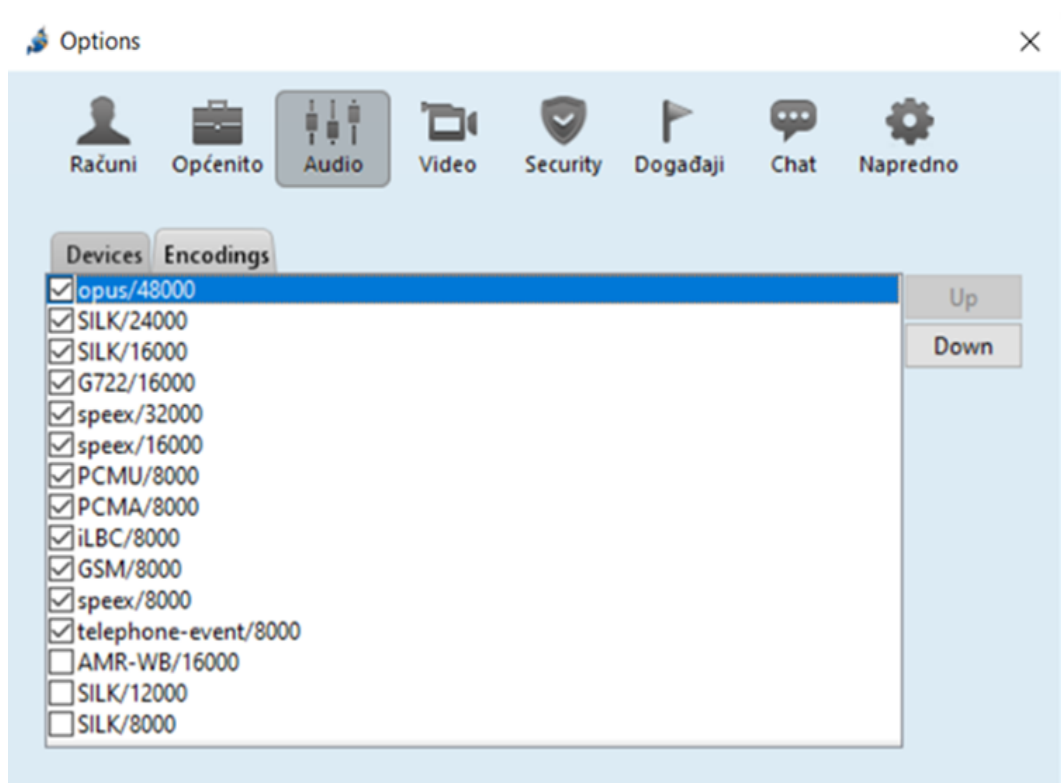 Options
Računi Općenito Audio Video Security Događaji Chat Napredno
Devices Encodings
opus/48000
SILK/24000
SILK/16000
G722/16000
speex/32000
speex/16000
PCMU/8000
PCMA/8000
iLBC/8000
GSM/8000
speex/8000
telephone-event/8000
AMR-WB/16000
SILK/12000
SILK/8000
Up
Down